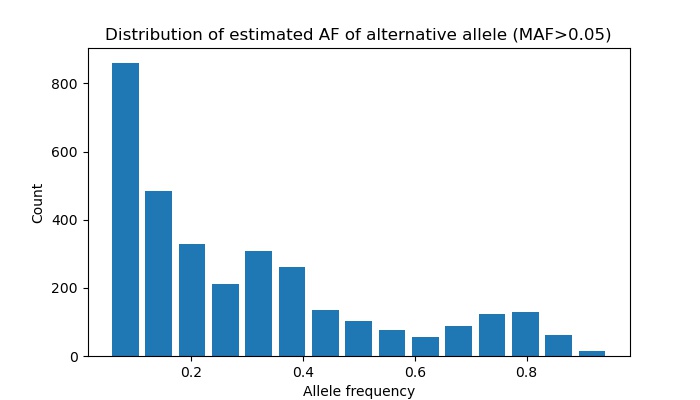 Distribution of estimated AF of alternative allele (MAF>0.05)
800
600
400
200
0
Count
0.2 0.4 0.6 0.8
Allele frequency